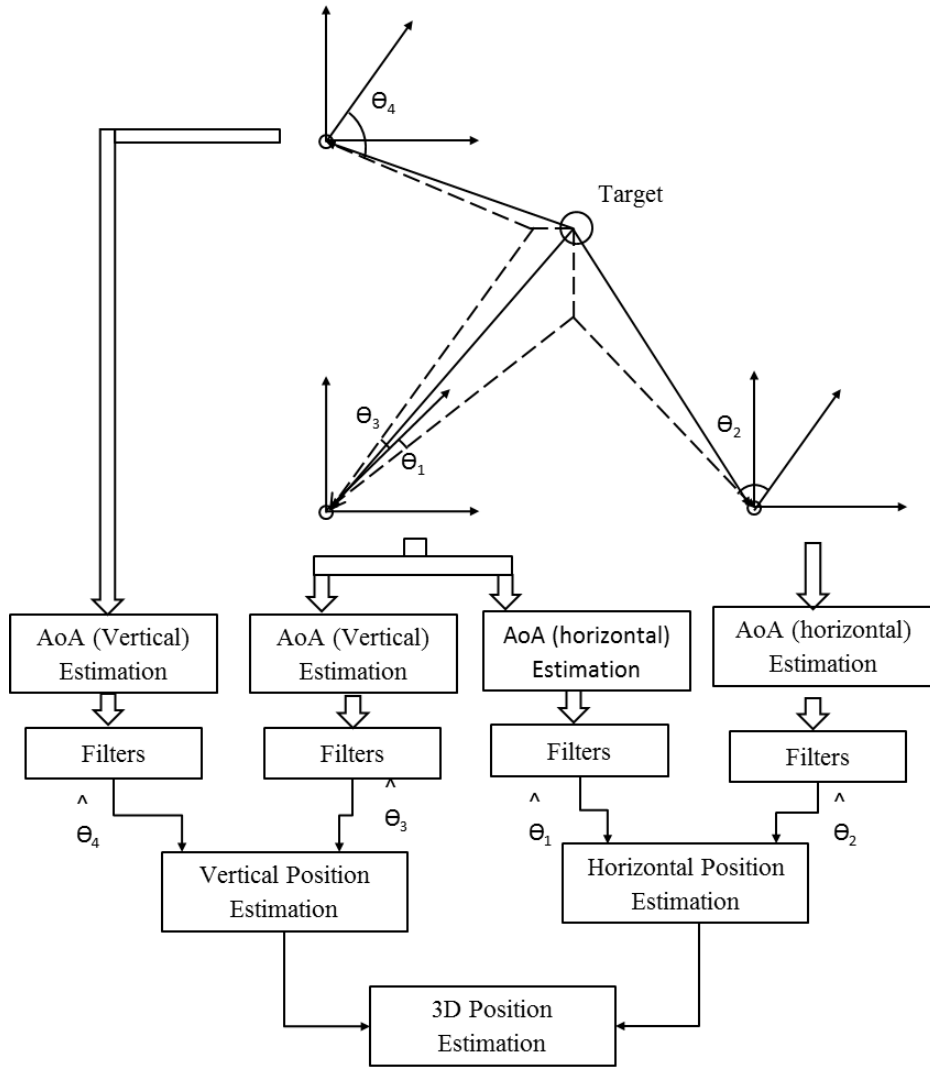 ϴ4
Target
ϴ3
ϴ1
ϴ2
AoA (Vertical)
Estimation
AoA (Vertical)
Estimation
AoA (horizontal)
Estimation
AoA (horizontal)
Estimation
Filters
Filters
Filters
Filters
^
ϴ4
^
ϴ3
^
ϴ1
^
ϴ2
Vertical Position
Estimation
Horizontal Position
Estimation
3D Position
Estimation